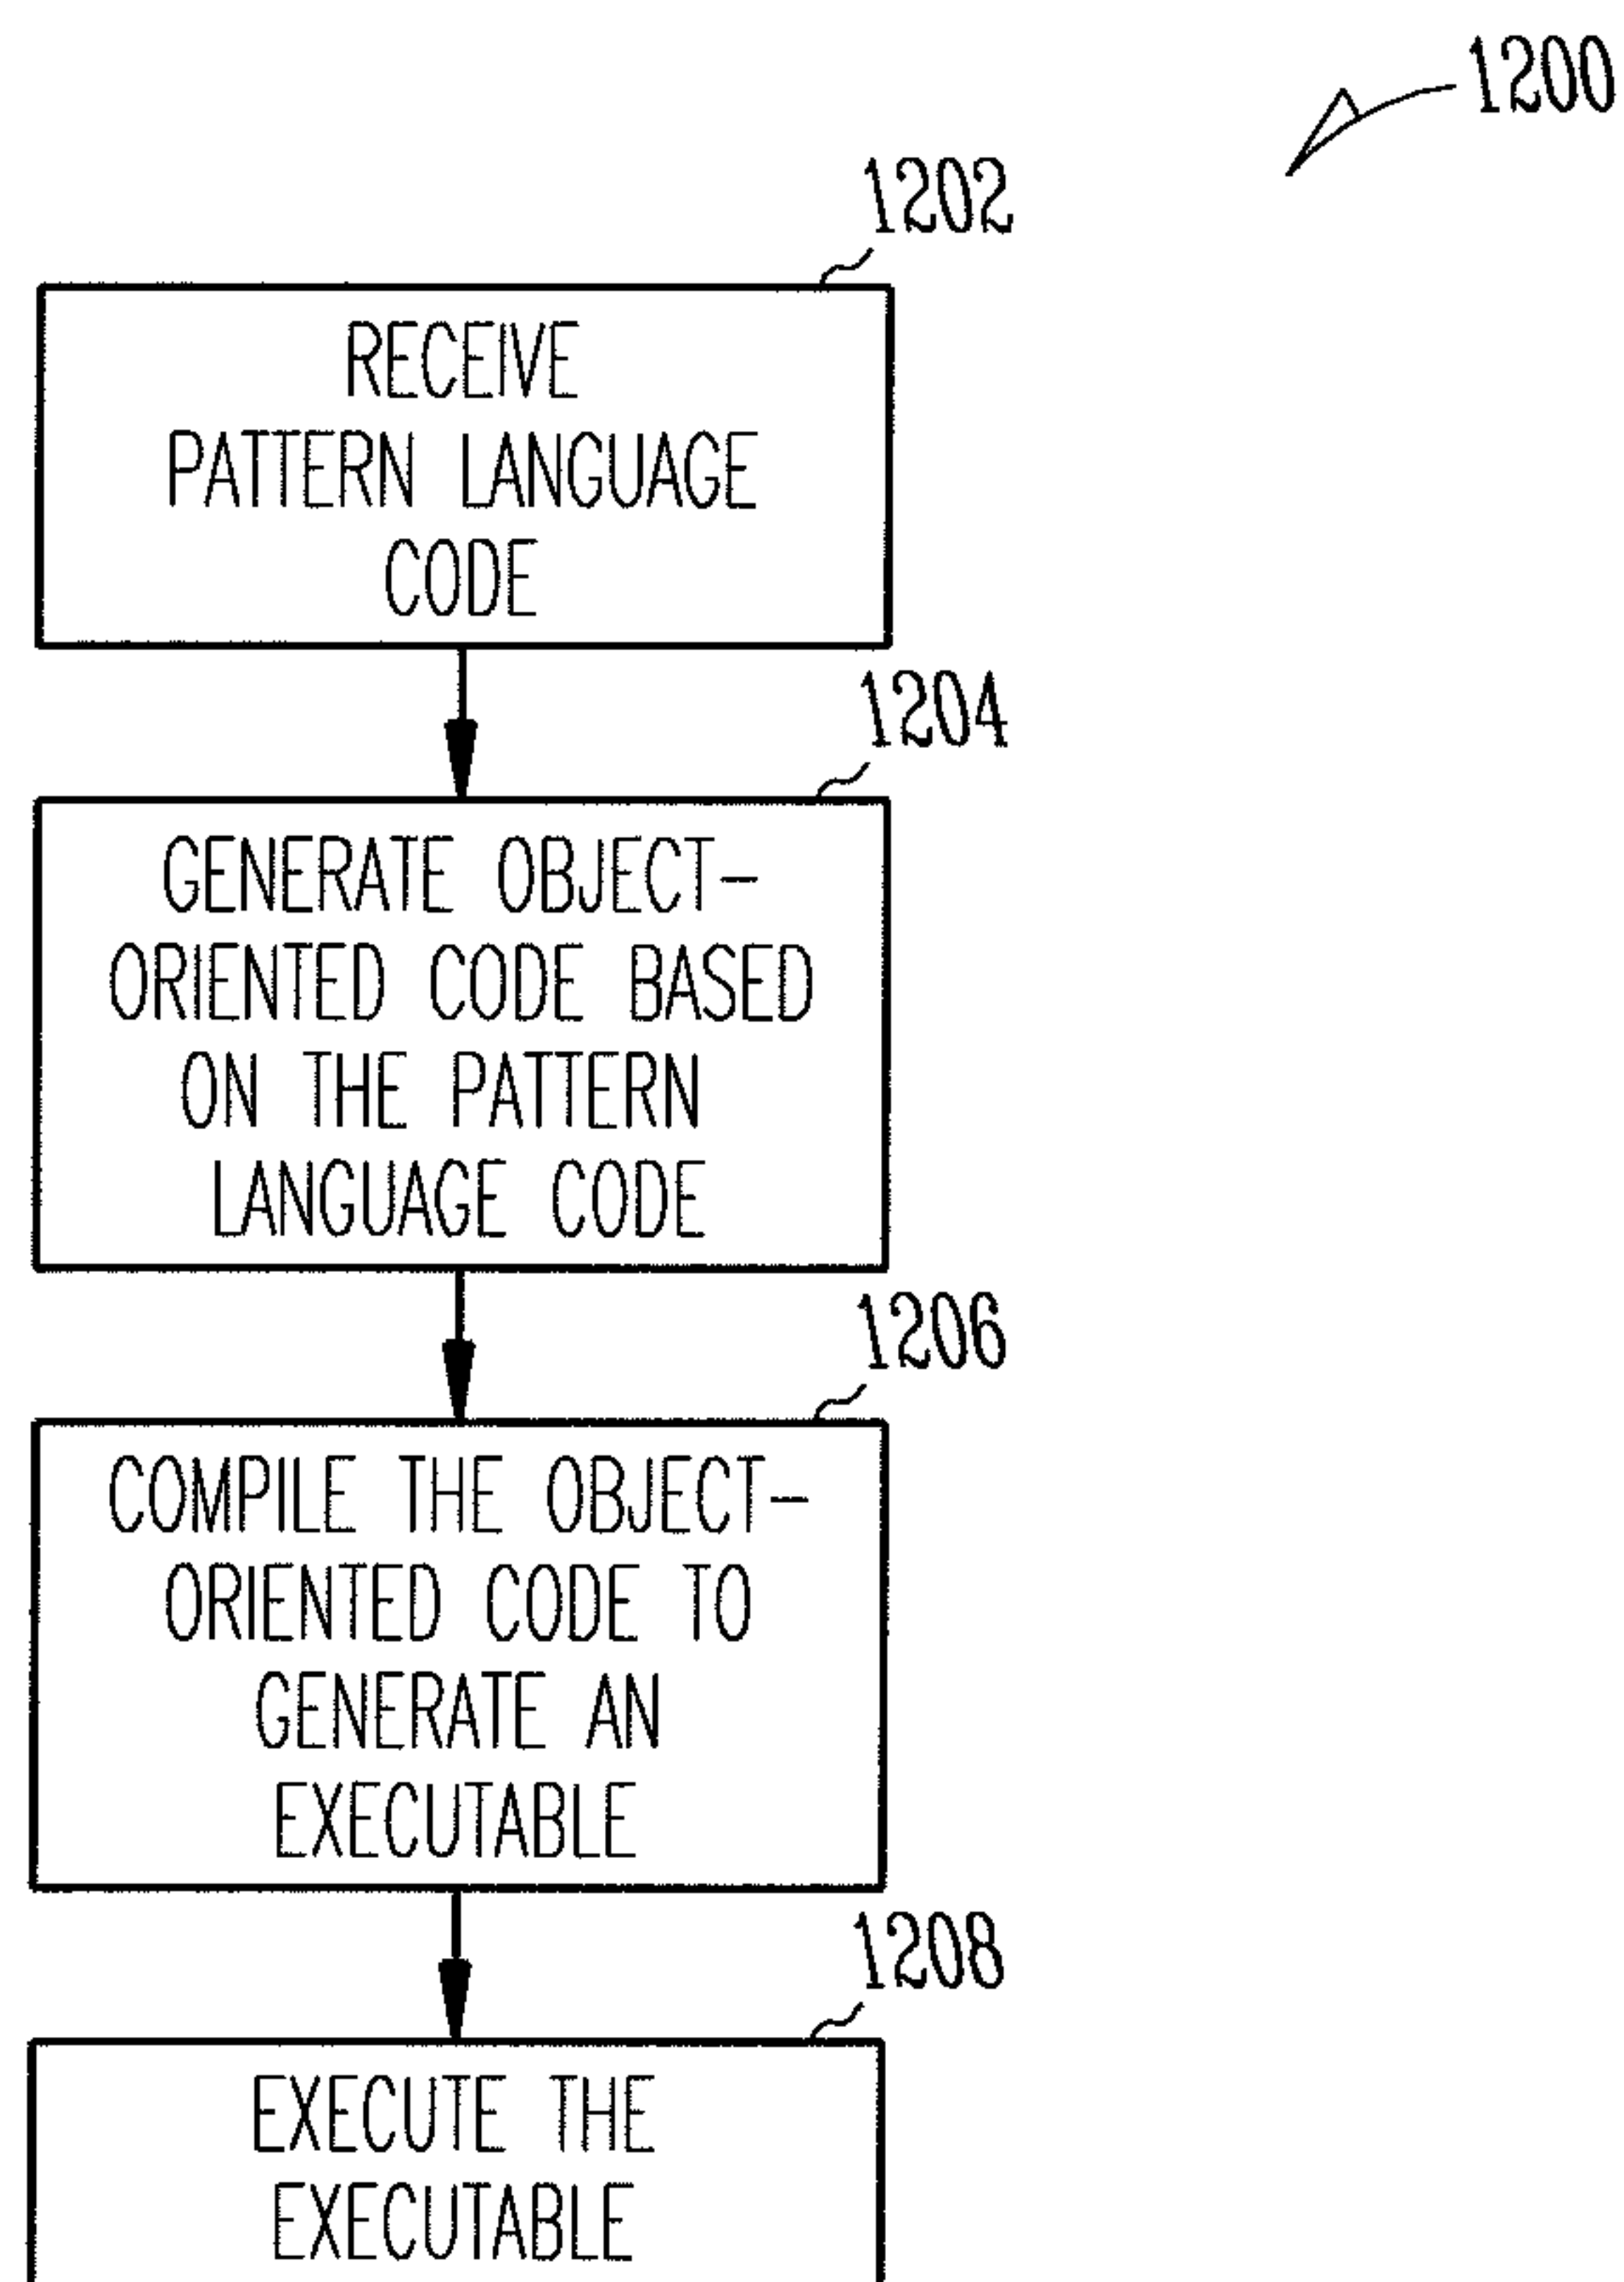 1200
1202
RECEIVE
PATTERN LANGUAGE
CODE
1204
GENERATE OBJECT-
ORIENTED CODE BASED
ON THE PATTERN
LANGUAGE CODE
1206
COMPILE THE OBJECT-
ORIENTED CODE TO
GENERATE AN
EXECUTABLE
1208
EXECUTE THE
EXECUTABLE